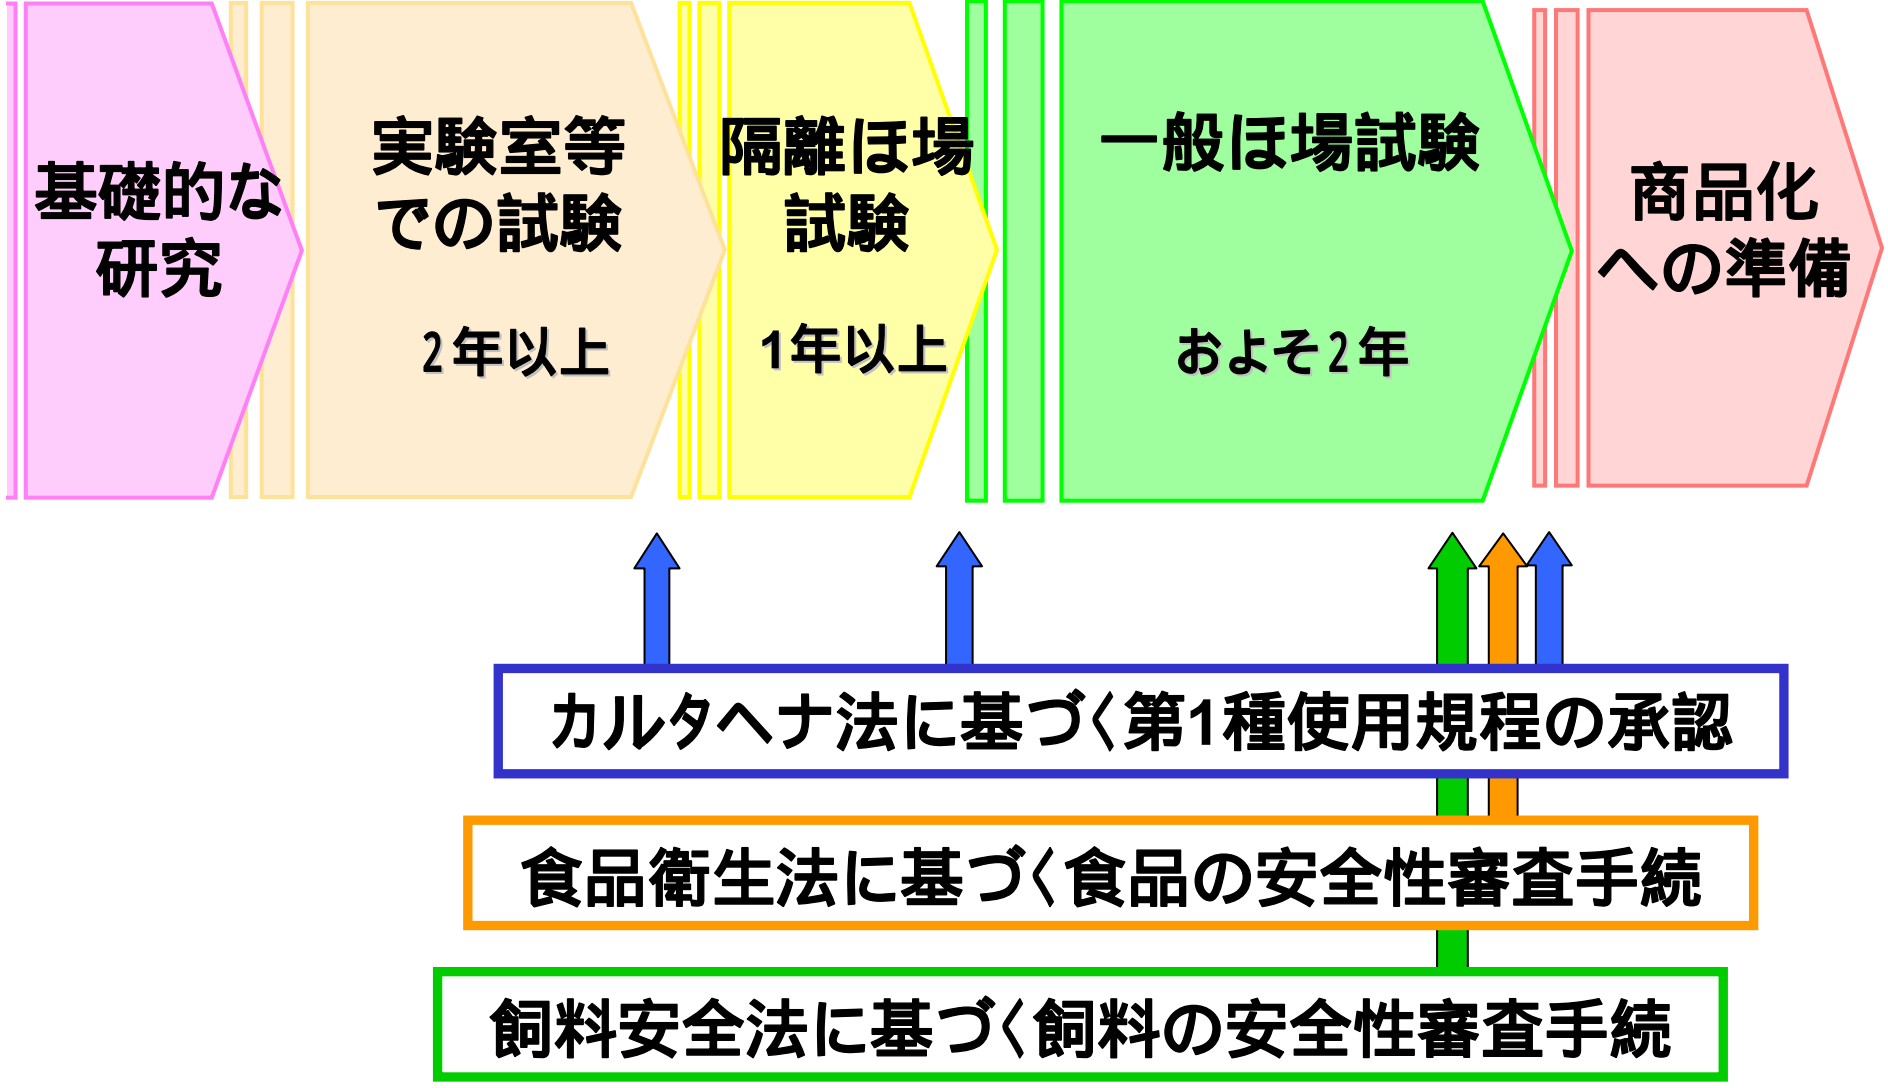 基礎的な
研究
実験室等
での試験
2年以上
隔離ほ場
試験
1年以上
一般ほ場試験
およそ2年
商品化
への準備
カルタヘナ法に基づく第1種使用規程の承認
食品衛生法に基づく食品の安全性審査手続
飼料安全法に基づく飼料の安全性審査手続